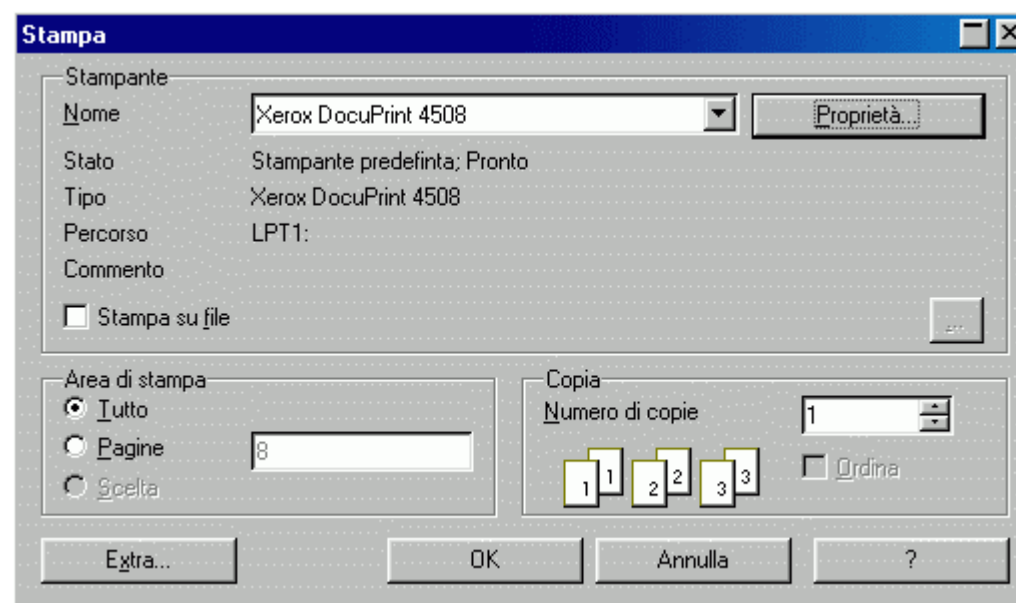 Stampa
Stampante
Nome Xerox DocuPrint 4508 Proprietà...
Stato Stampante predefinta; Pronto
Tipo Xerox DocuPrint 4508
Percorso LPT1:
Commento
Stampa su file ...
Area di stampa Copia
Tutto Numero di copie 1
Pagine 8 1 1 2 2 3 3 Ordina
Scelta
Extra... OK Annulla ?